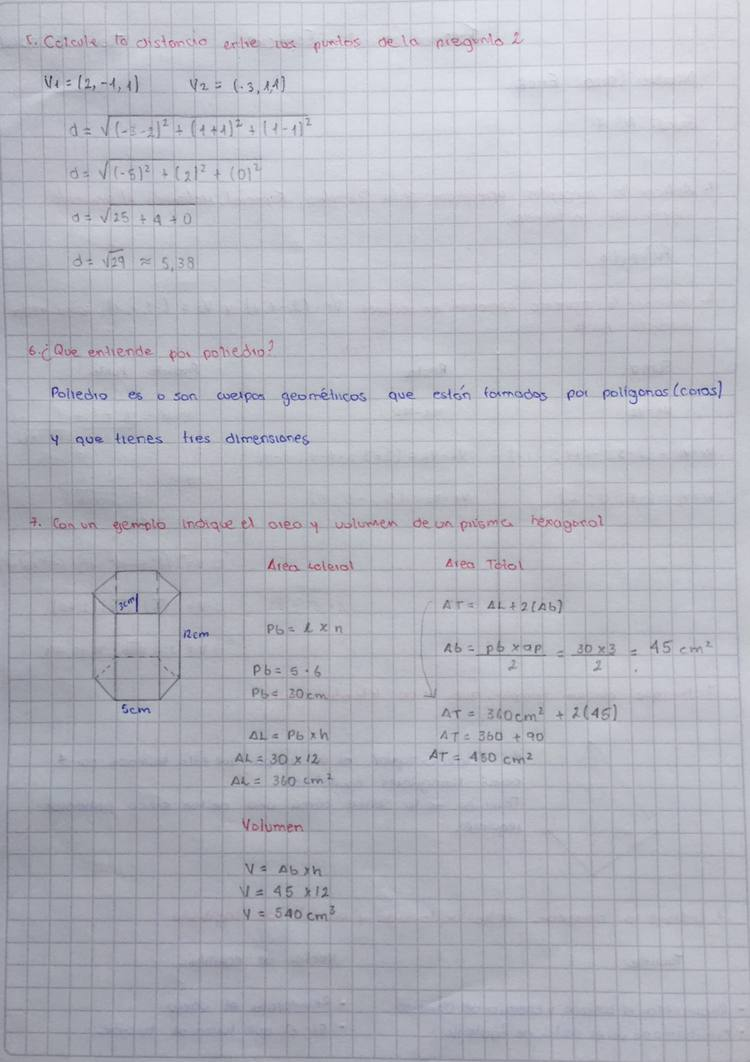 5. Calcule la distancia entre los puntos de la pregunta 2
V1 = (2, -1, 1) V2 = (-3, 1, 1)
d = √(-3-2)² + (1+1)² + (1-1)²
d = √(-5)² + (2)² + (0)²
d = √25 + 4 + 0
d = √29 ≈ 5,38
6. ¿Que entiende por poliedro?
Poliedro es o son cuerpos geométricos que están formados por polígonos (caras)
y que tienes tres dimensiones
7. Con un ejemplo indique el area y volumen de un prisma hexagonal
Area Lateral
Pb = l x n
Pb = 5 . 6
Pb = 30cm
AL = Pb x h
AL = 30 x 12
AL = 360 cm²
Area Total
AT = AL + 2(Ab)
Ab = pb x ap / 2 = 30 x 3 / 2 = 45 cm²
AT = 360cm² + 2(45)
AT = 360 + 90
AT = 450 cm²
3cm
12cm
5cm
Volumen
V = Ab x h
V = 45 x 12
V = 540 cm³